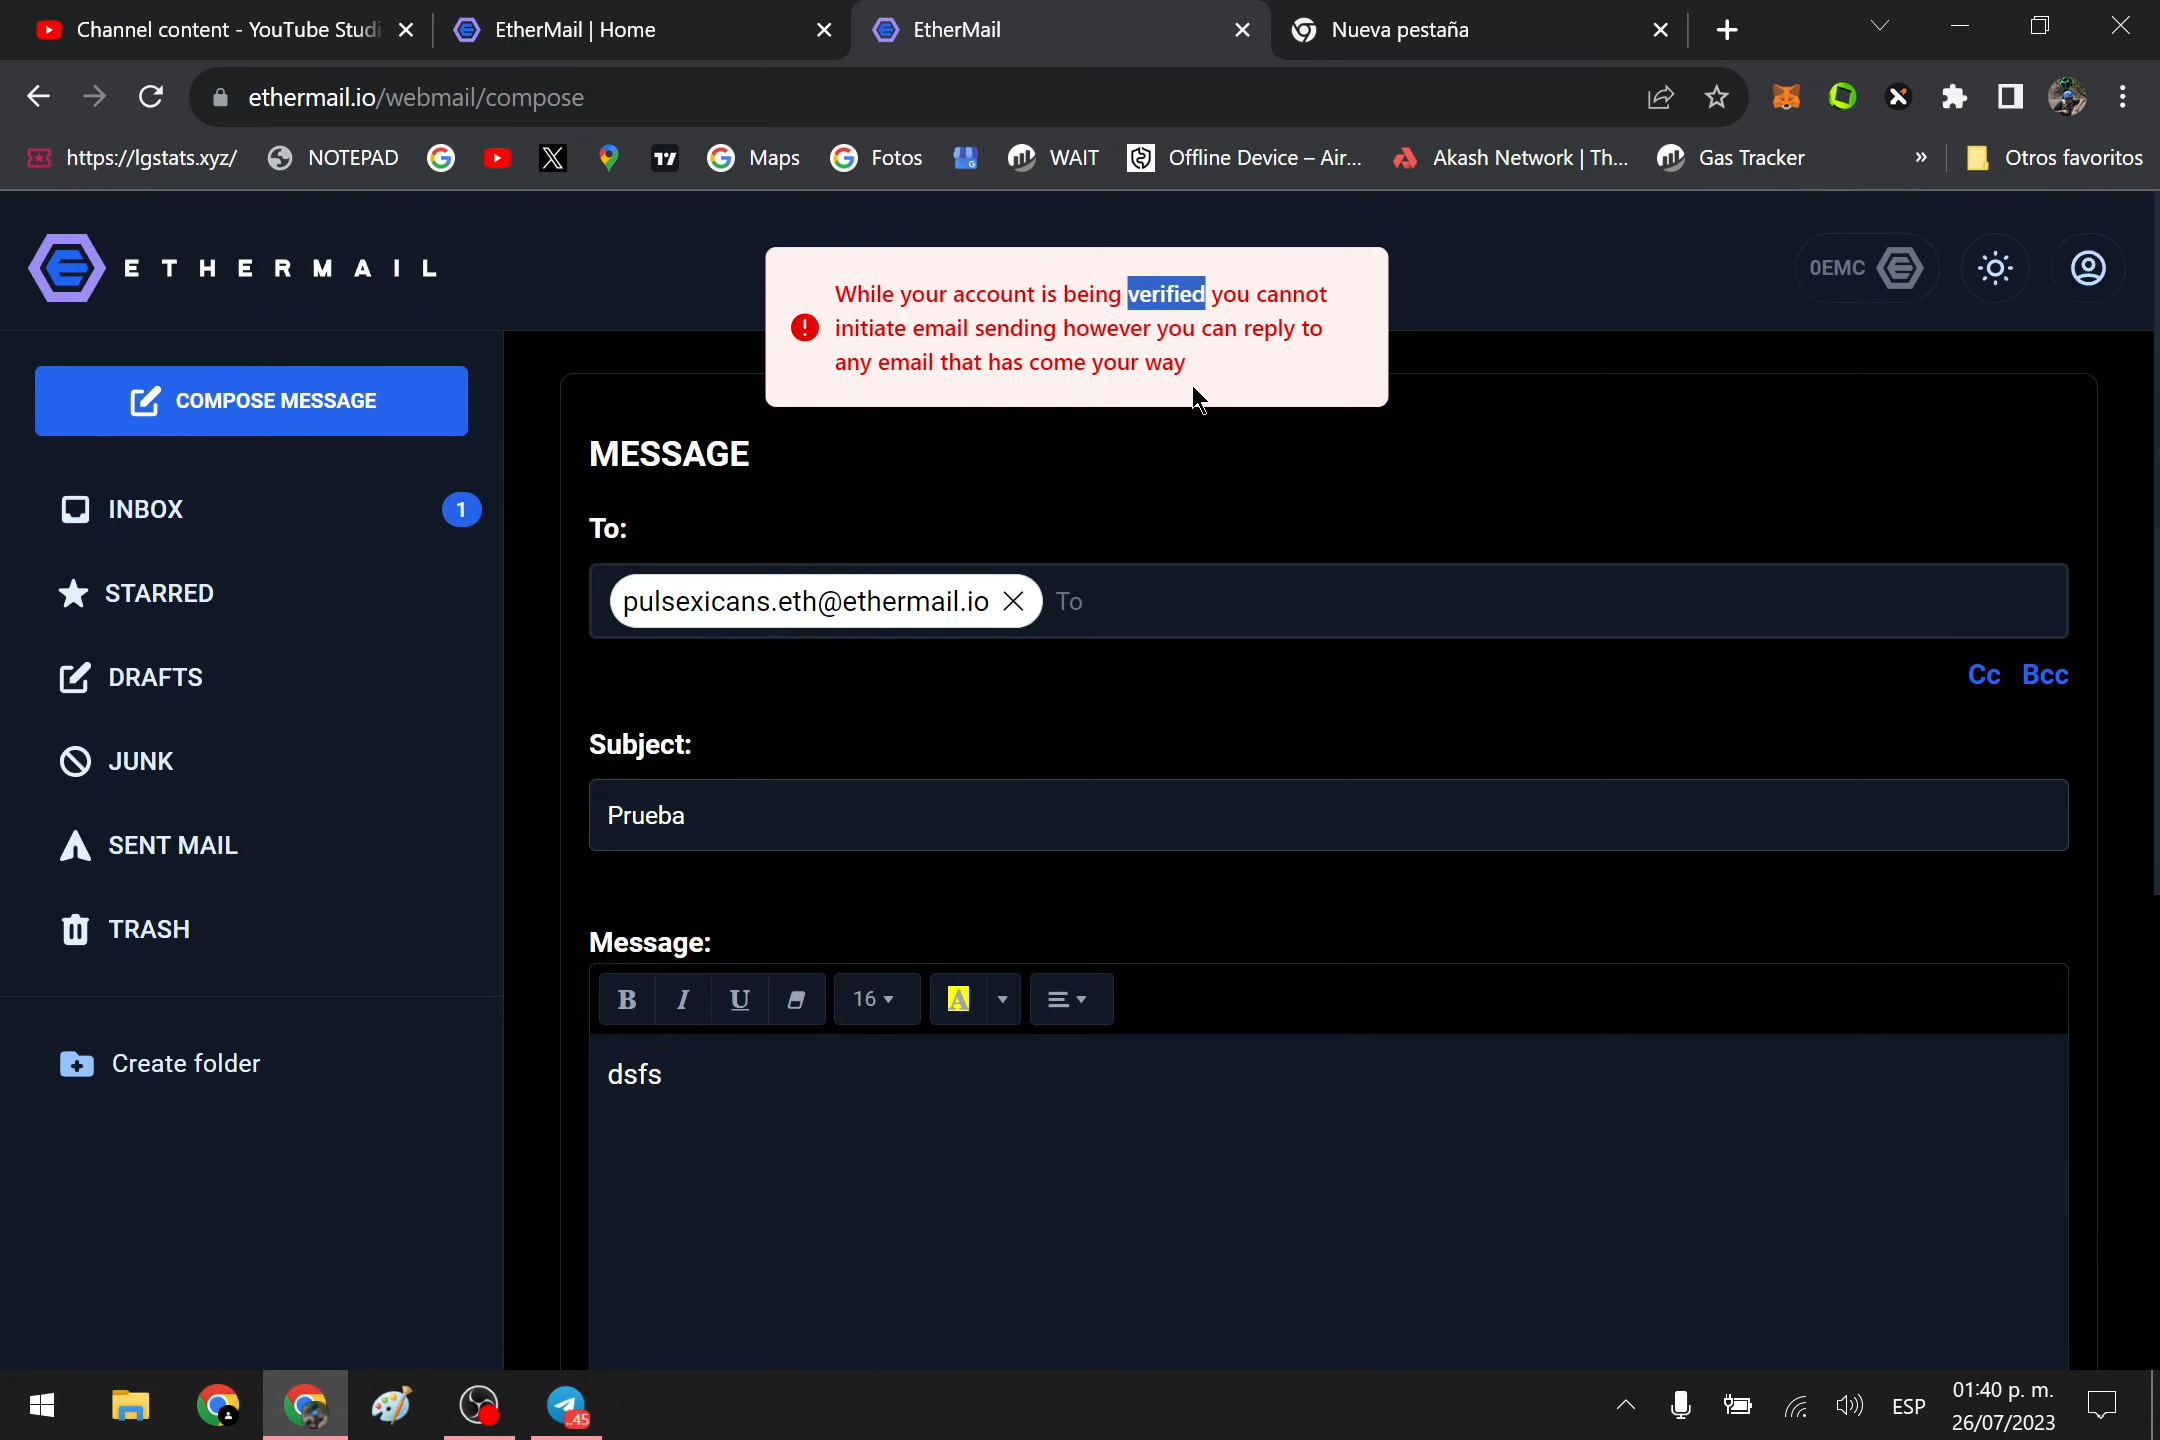 Channel content - YouTube Studi
EtherMail | Home
EtherMail
Nueva pestaña
ethermail.io/webmail/compose
https://lgstats.xyz/
NOTEPAD
Maps
Fotos
WAIT
Offline Device – Air...
Akash Network | Th...
Gas Tracker
»
Otros favoritos
ETHERMAIL
While your account is being verified you cannot
initiate email sending however you can reply to
any email that has come your way
0EMC
COMPOSE MESSAGE
INBOX
1
STARRED
DRAFTS
JUNK
SENT MAIL
TRASH
Create folder
MESSAGE
To:
pulsexicans.eth@ethermail.io
To
Cc Bcc
Subject:
Prueba
Message:
B I U
16
A
dsfs
..45
ESP
01:40 p. m.
26/07/2023